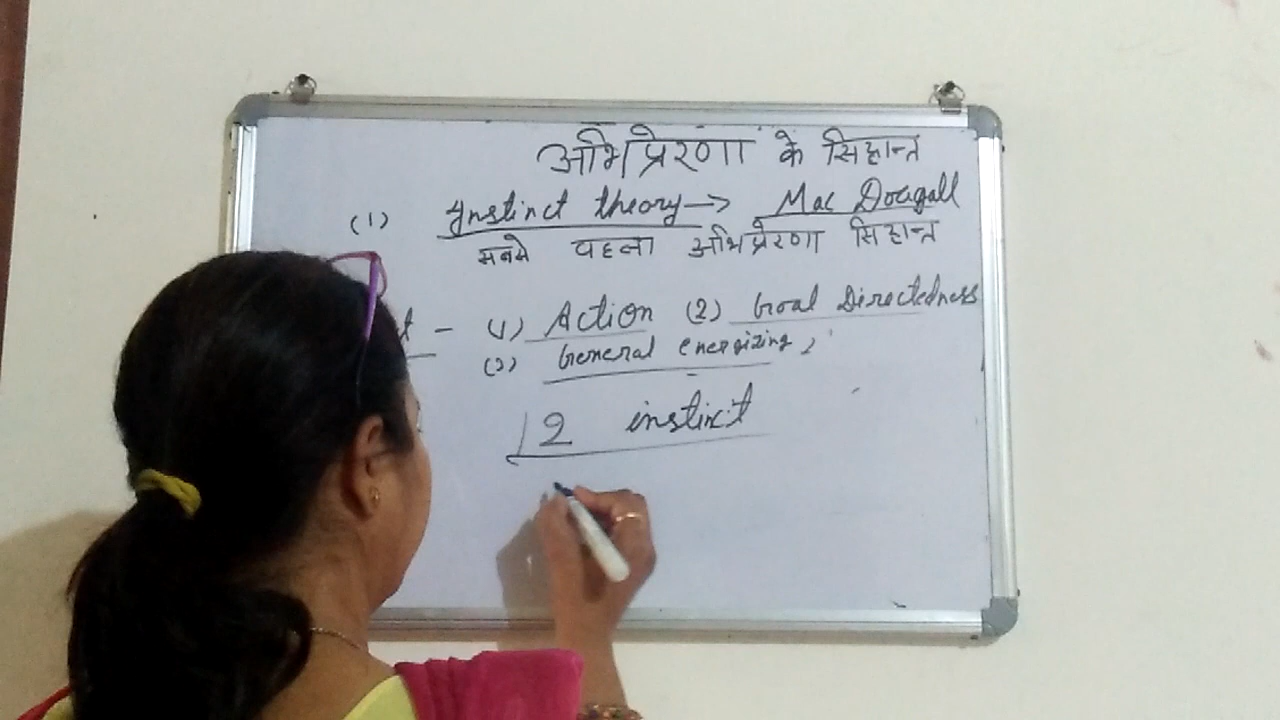 अभिप्रेरणा के सिद्धान्त
(1) Instinct theory → Mac Dougall
सबसे पहला अभिप्रेरणा सिद्धान्त
- (1) Action (2) Goal Directedness
(3) General energizing,
12 instinct